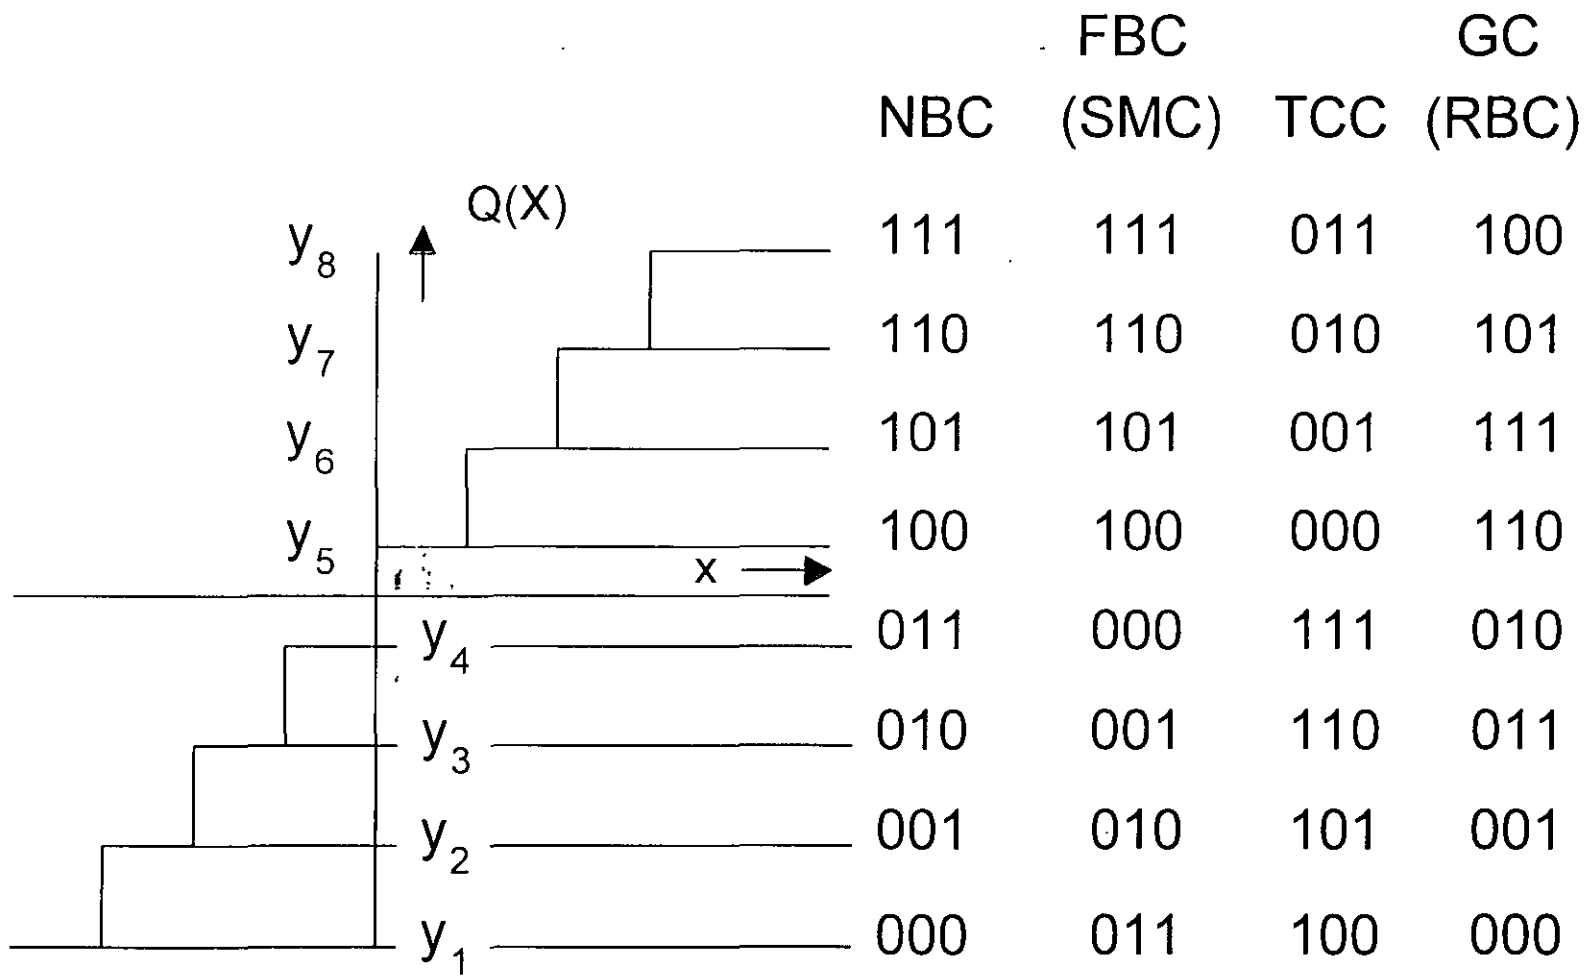 FBC GC
NBC (SMC) TCC (RBC)
Q(X)
y8 111 111 011 100
y7 110 110 010 101
y6 101 101 001 111
y5 100 100 000 110
x
y4 011 000 111 010
y3 010 001 110 011
y2 001 010 101 001
y1 000 011 100 000